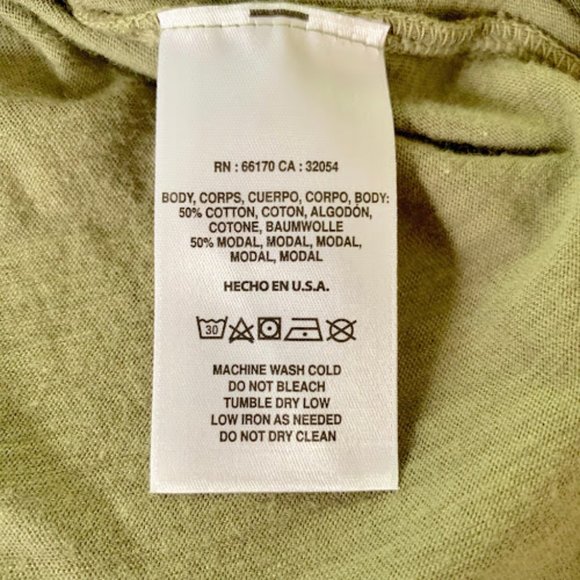 RN : 66170 CA : 32054
BODY, CORPS, CUERPO, CORPO, BODY:
50% COTTON, COTON, ALGODÓN,
COTONE, BAUMWOLLE
50% MODAL, MODAL, MODAL,
MODAL, MODAL
HECHO EN U.S.A.
30
MACHINE WASH COLD
DO NOT BLEACH
TUMBLE DRY LOW
LOW IRON AS NEEDED
DO NOT DRY CLEAN